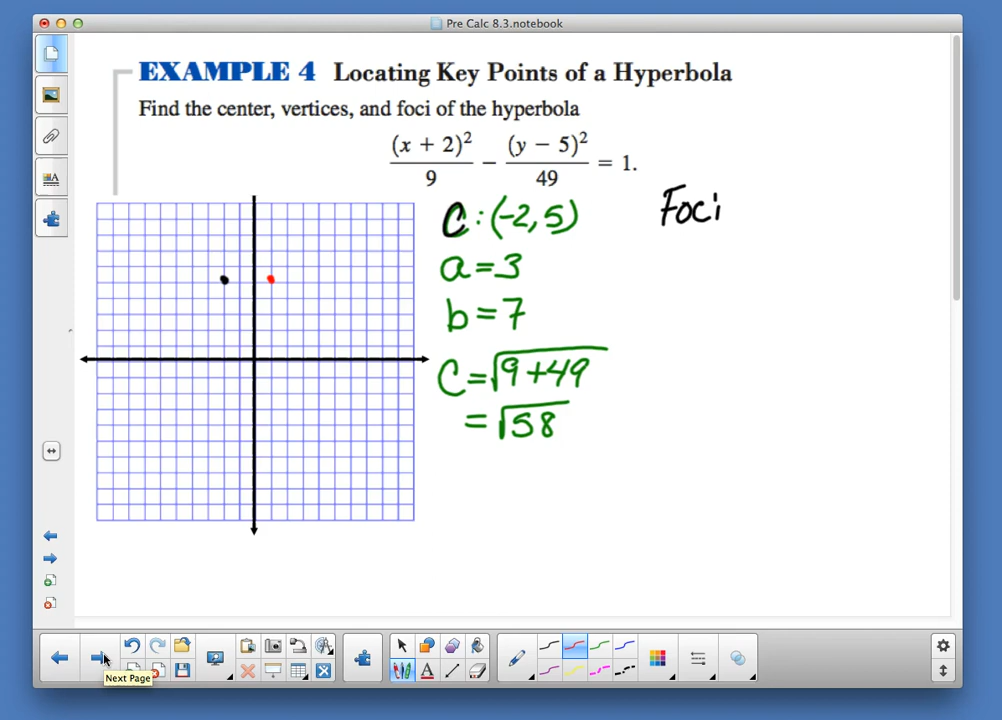 Pre Calc 8.3.notebook
EXAMPLE 4 Locating Key Points of a Hyperbola
Find the center, vertices, and foci of the hyperbola
(x + 2)²/9 − (y − 5)²/49 = 1.
C : (-2, 5)
Foci
a = 3
b = 7
C = √9+49
= √58
Next Page